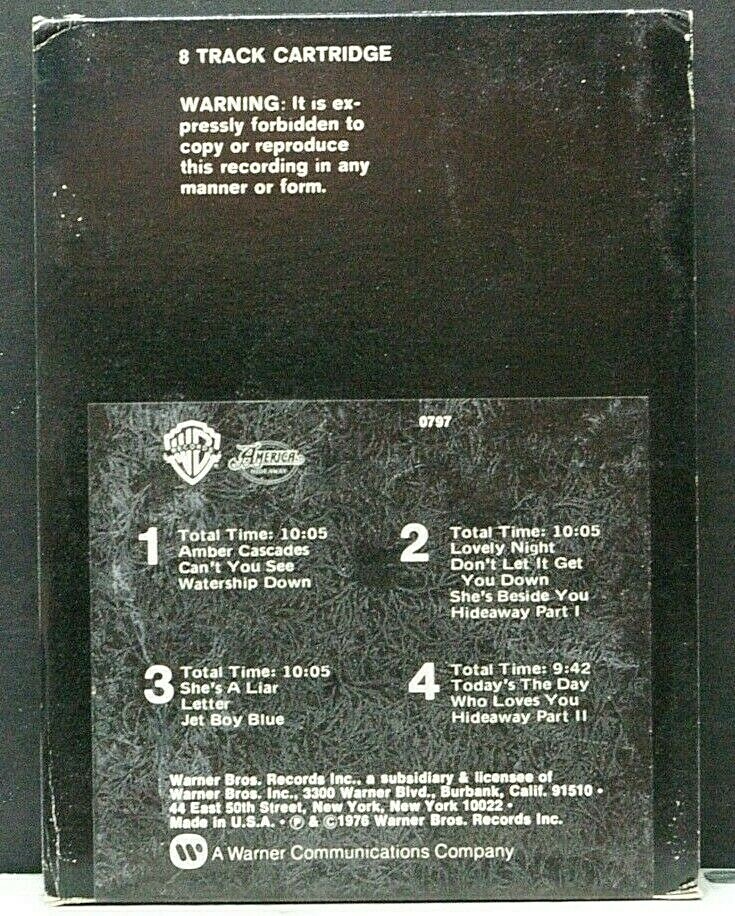 8 TRACK CARTRIDGE
WARNING: It is ex-
pressly forbidden to
copy or reproduce
this recording in any
manner or form.
0797
RECORDS
AMERICA
HIDEAWAY
1
Total Time: 10:05
Amber Cascades
Can't You See
Watership Down
2
Total Time: 10:05
Lovely Night
Don't Let It Get
You Down
She's Beside You
Hideaway Part I
3
Total Time: 10:05
She's A Liar
Letter
Jet Boy Blue
4
Total Time: 9:42
Today's The Day
Who Loves You
Hideaway Part II
Warner Bros. Records Inc., a subsidiary & licensee of
Warner Bros. Inc., 3300 Warner Blvd., Burbank, Calif. 91510 •
44 East 50th Street, New York, New York 10022 •
Made in U.S.A. • ℗ & ©1976 Warner Bros. Records Inc.
A Warner Communications Company